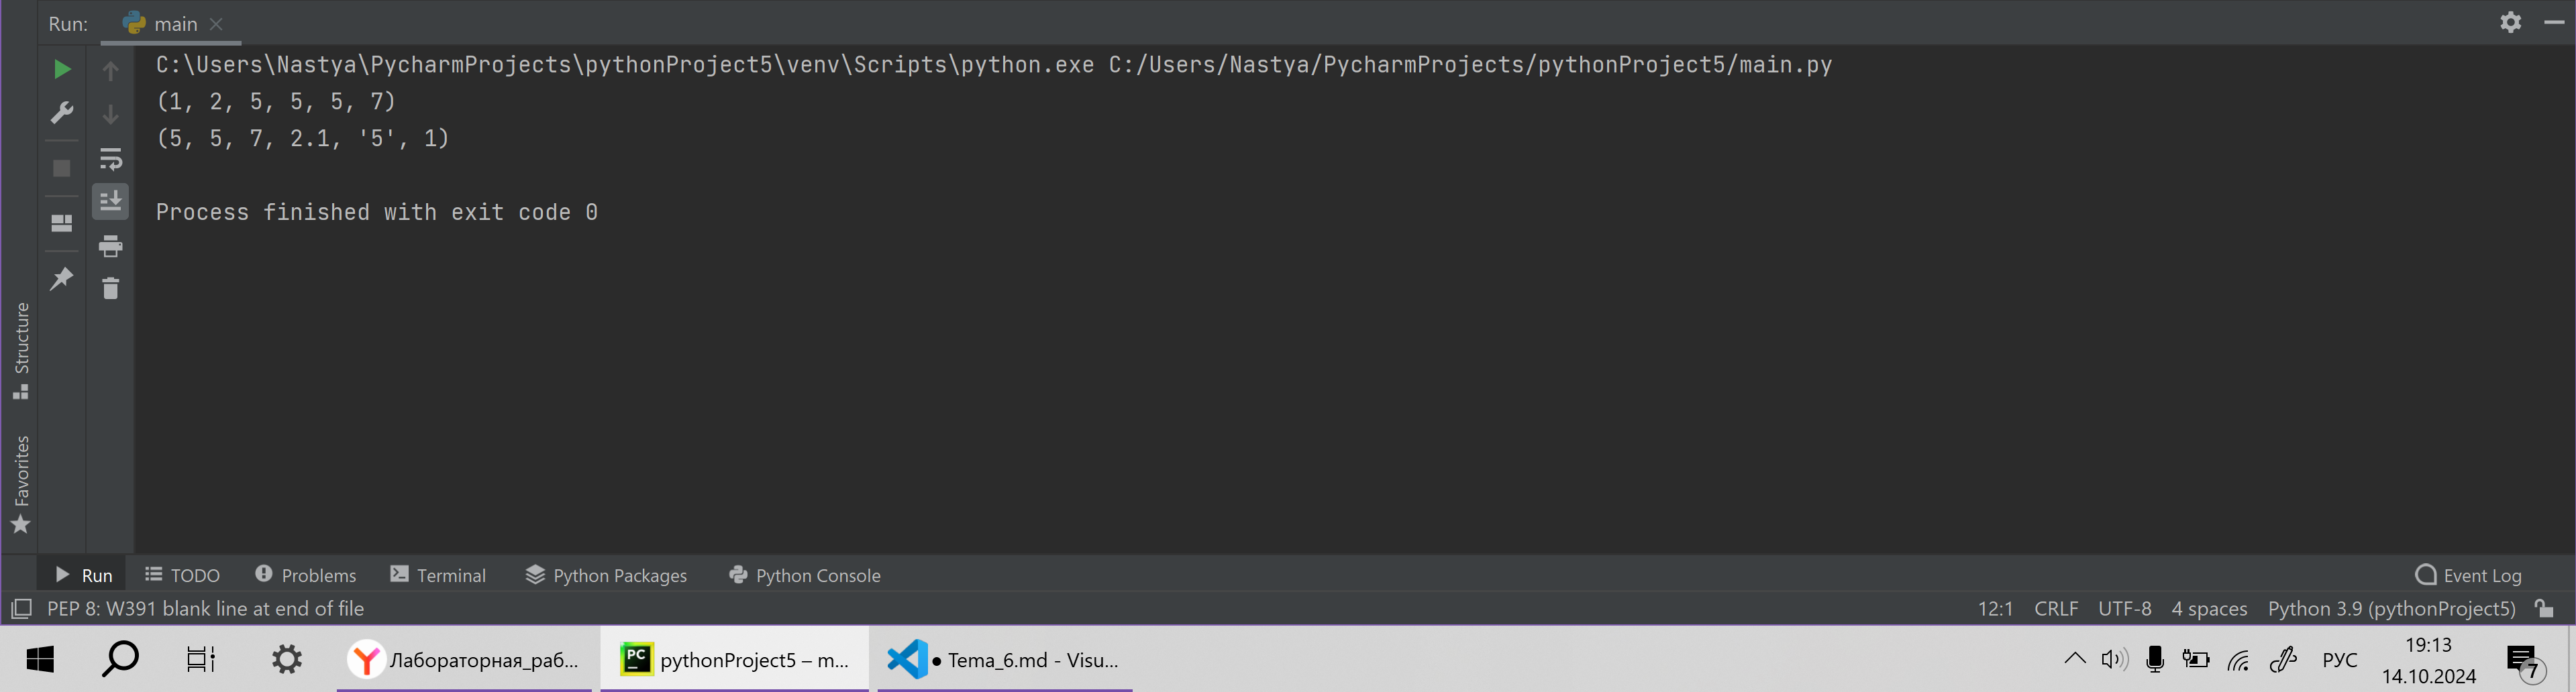 Run: main
C:\Users\Nastya\PycharmProjects\pythonProject5\venv\Scripts\python.exe C:/Users/Nastya/PycharmProjects/pythonProject5/main.py
(1, 2, 5, 5, 5, 7)
(5, 5, 7, 2.1, '5', 1)
Process finished with exit code 0
Structure
Favorites
Run TODO Problems Terminal Python Packages Python Console Event Log
PEP 8: W391 blank line at end of file 12:1 CRLF UTF-8 4 spaces Python 3.9 (pythonProject5)
Лабораторная_раб... PC pythonProject5 – m... ● Tema_6.md - Visu... РУС 19:13
14.10.2024 7